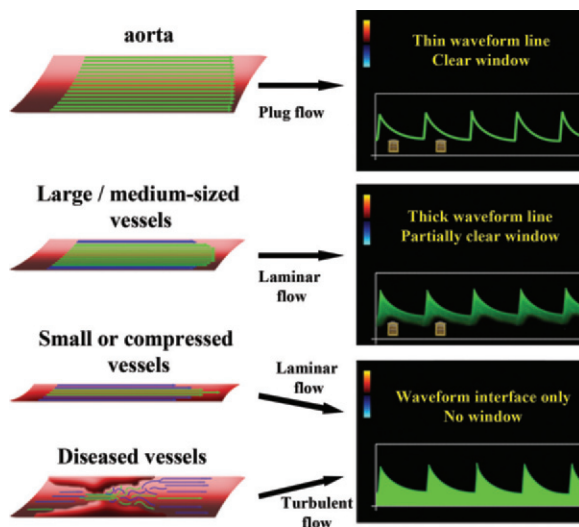 aorta
Plug flow
Thin waveform line
Clear window
Large / medium-sized
vessels
Laminar
flow
Thick waveform line
Partially clear window
Small or compressed
vessels
Laminar
flow
Waveform interface only
No window
Diseased vessels
Turbulent
flow